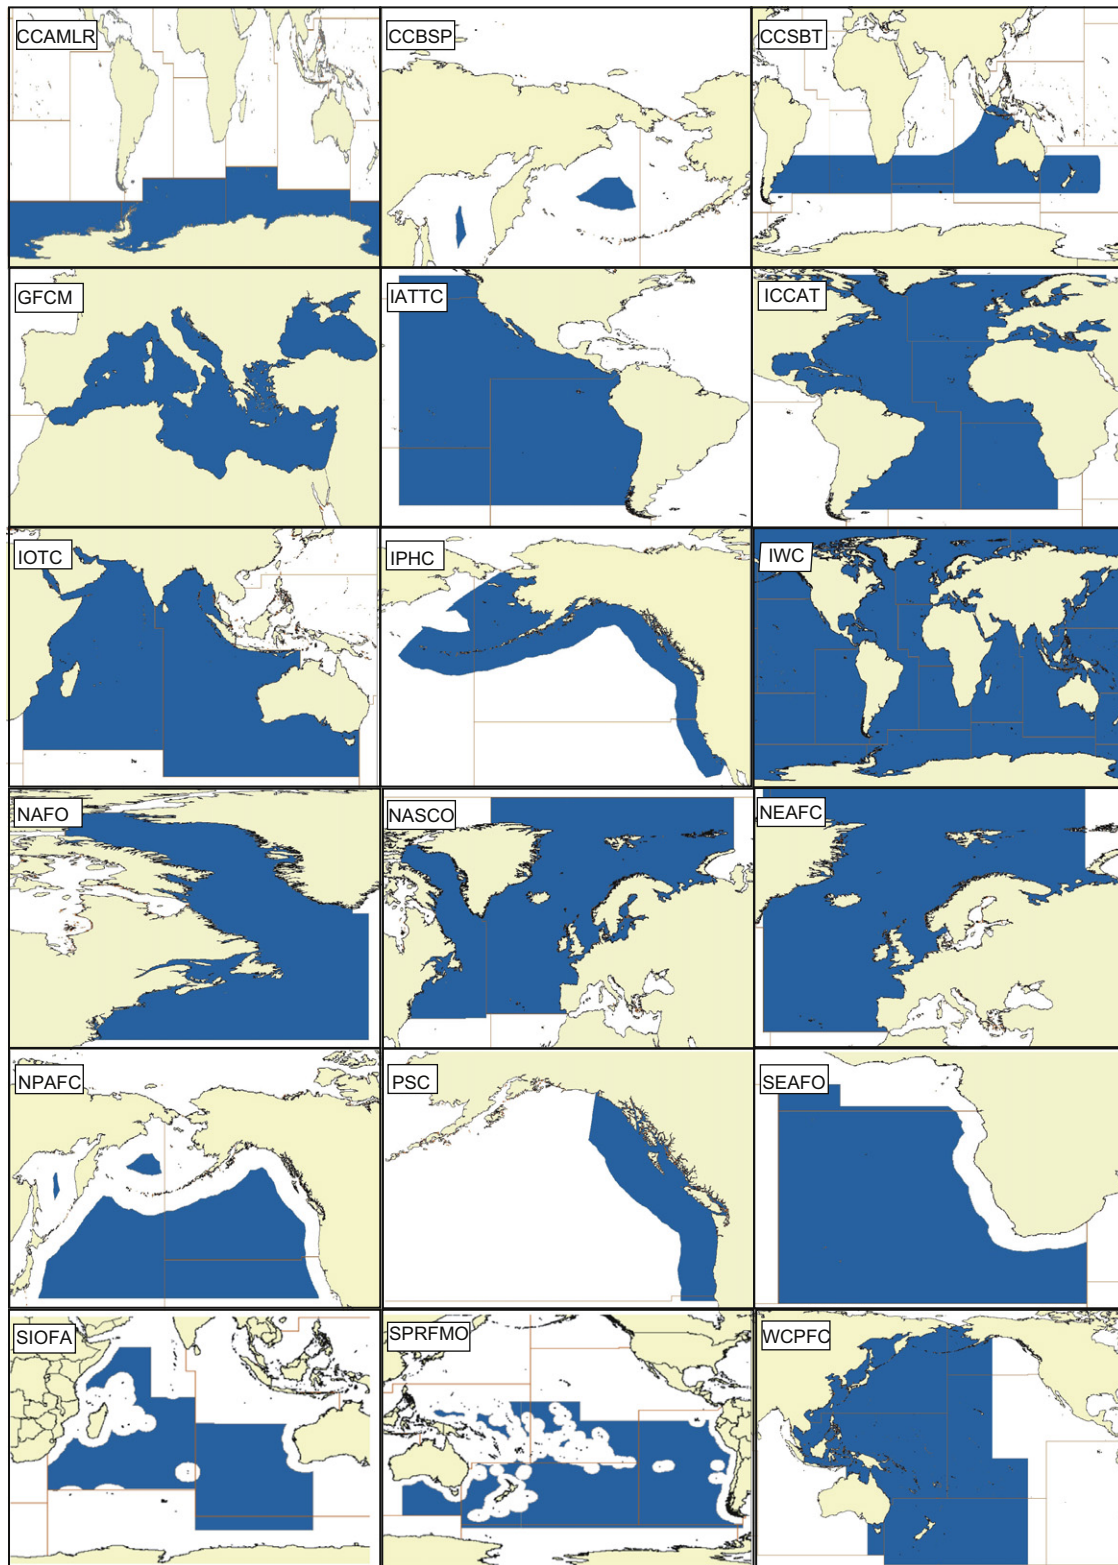 CCAMLR
CCBSP
CCSBT
GFCM
IATTC
ICCAT
IOTC
IPHC
IWC
NAFO
NASCO
NEAFC
NPAFC
PSC
SEAFO
SIOFA
SPRFMO
WCPFC